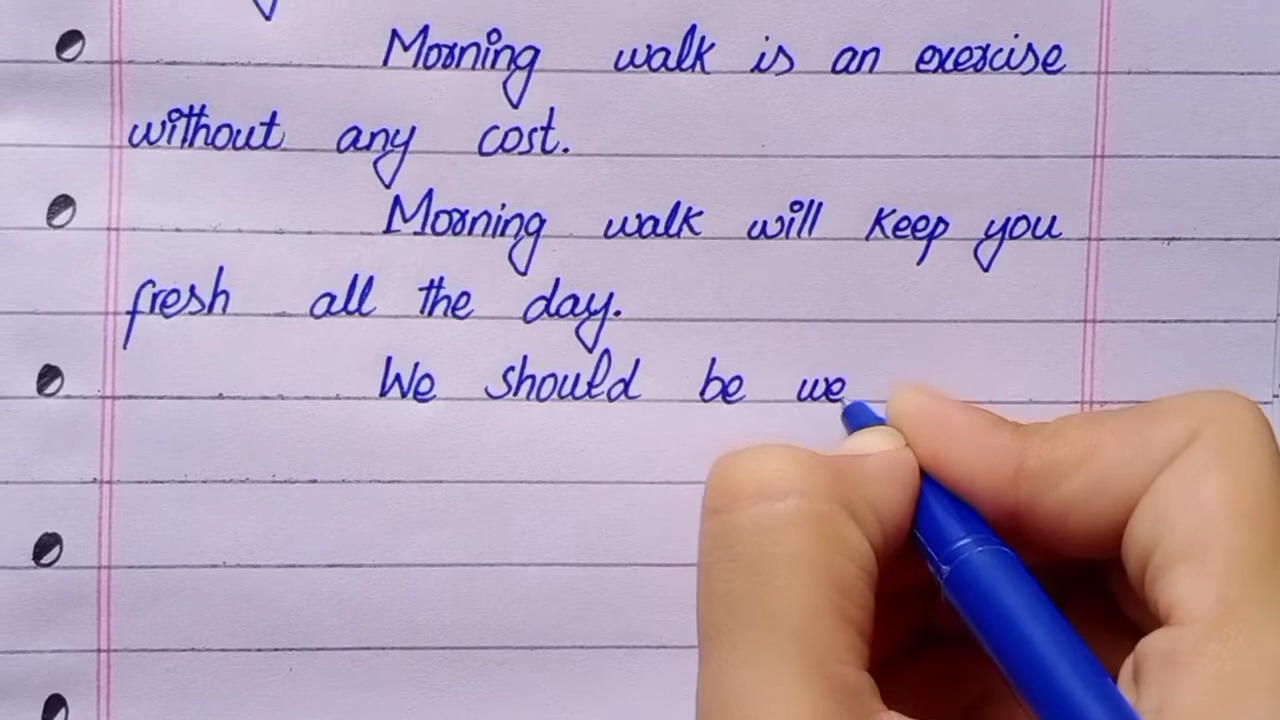 Morning walk is an exercise
without any cost.
Morning walk will keep you
fresh all the day.
We should be we